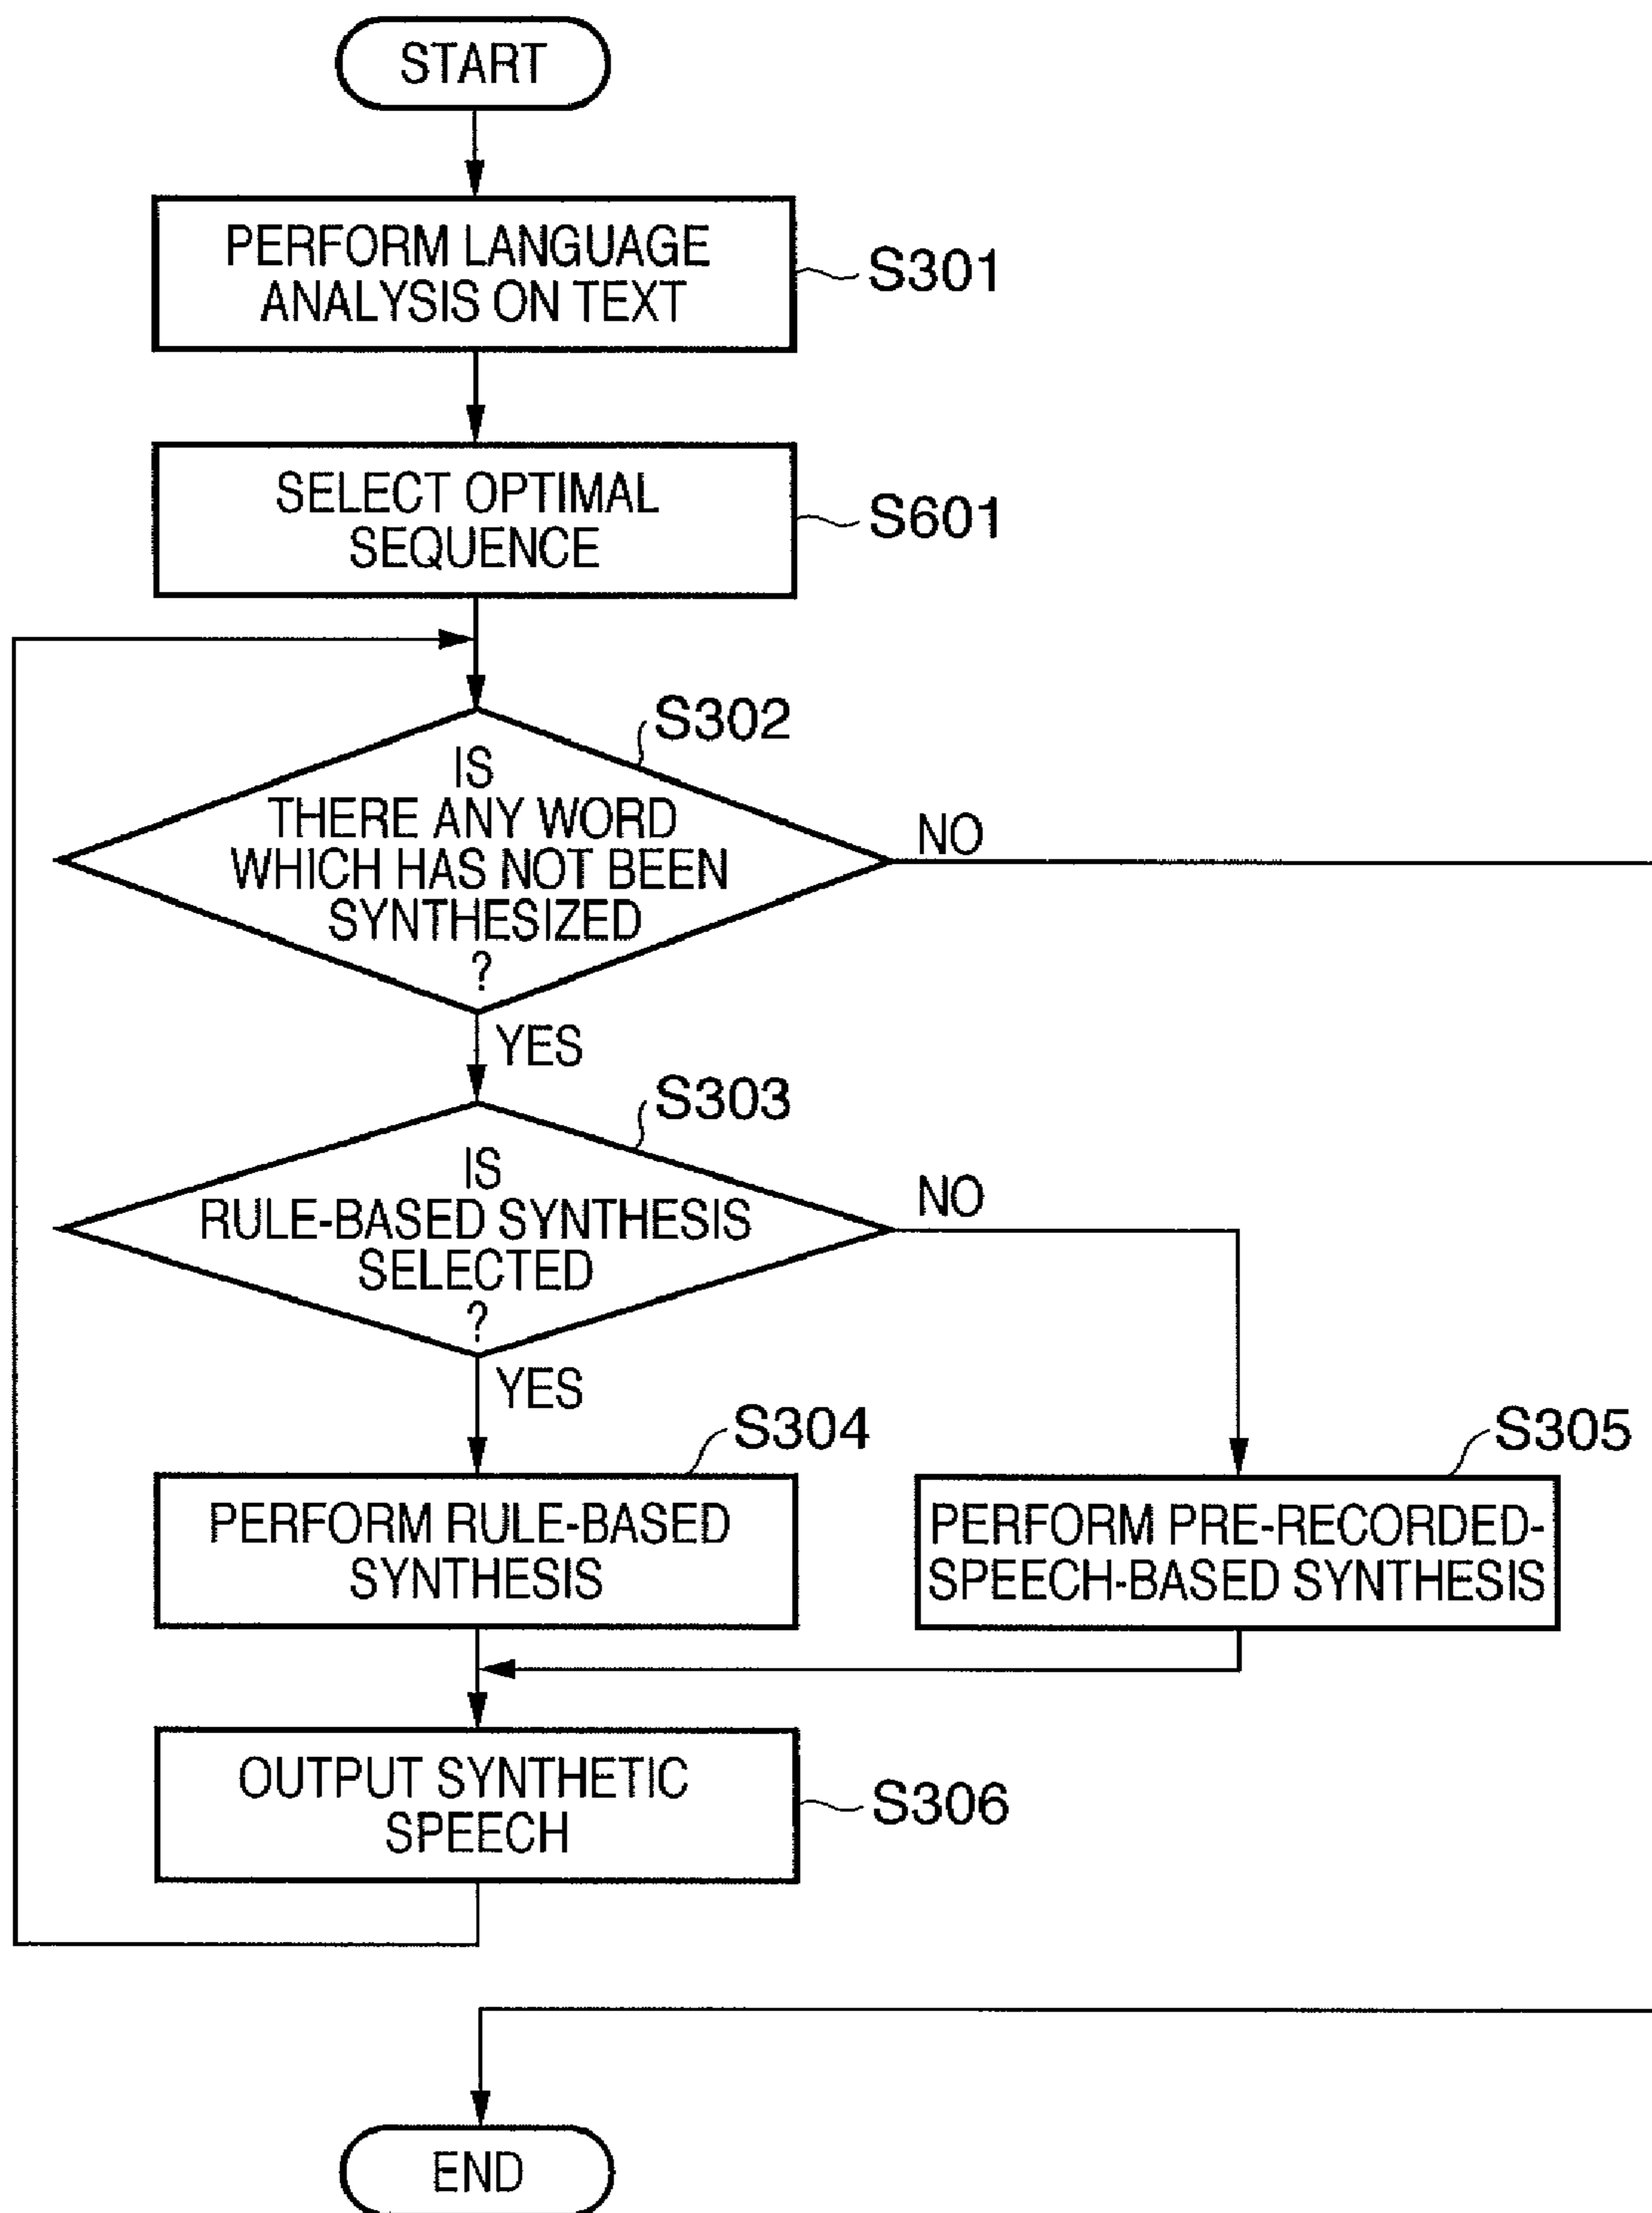 START
PERFORM LANGUAGE
ANALYSIS ON TEXT
S301
SELECT OPTIMAL
SEQUENCE
S601
S302
IS
THERE ANY WORD
WHICH HAS NOT BEEN
SYNTHESIZED
?
NO
YES
S303
IS
RULE-BASED SYNTHESIS
SELECTED
?
NO
YES
S304
PERFORM RULE-BASED
SYNTHESIS
S305
PERFORM PRE-RECORDED-
SPEECH-BASED SYNTHESIS
OUTPUT SYNTHETIC
SPEECH
S306
END